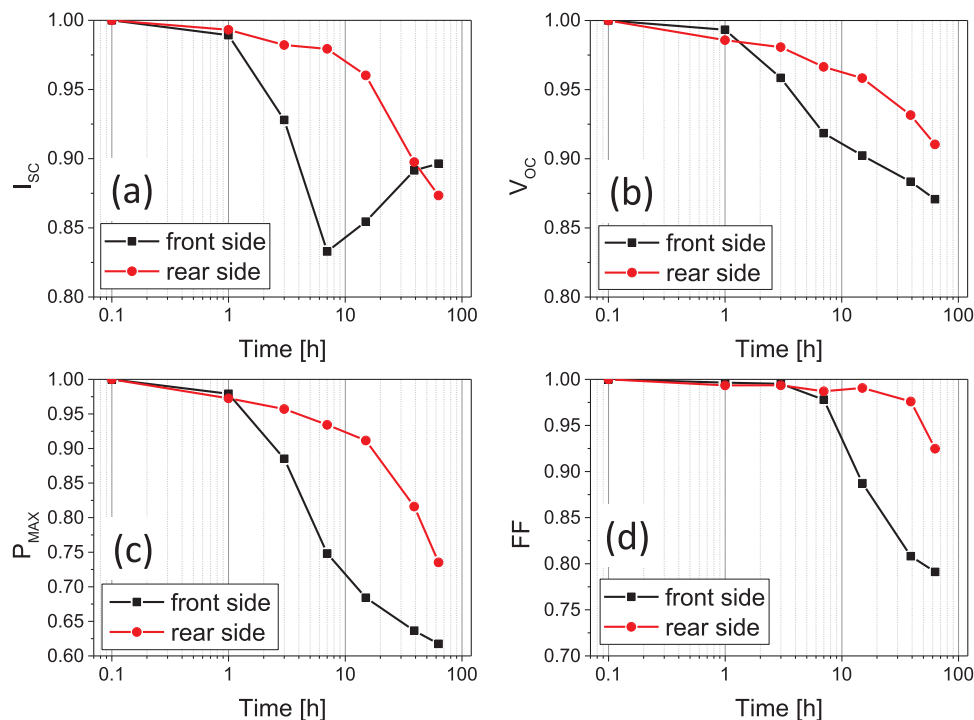 1.00
0.95
0.90
0.85
0.80
I_SC
(a)
front side
rear side
0.1 1 10 100
Time [h]
1.00
0.95
0.90
0.85
0.80
V_OC
(b)
front side
rear side
0.1 1 10 100
Time [h]
1.00
0.95
0.90
0.85
0.80
0.75
0.70
0.65
0.60
P_MAX
(c)
front side
rear side
0.1 1 10 100
Time [h]
1.00
0.95
0.90
0.85
0.80
0.75
0.70
FF
(d)
front side
rear side
0.1 1 10 100
Time [h]